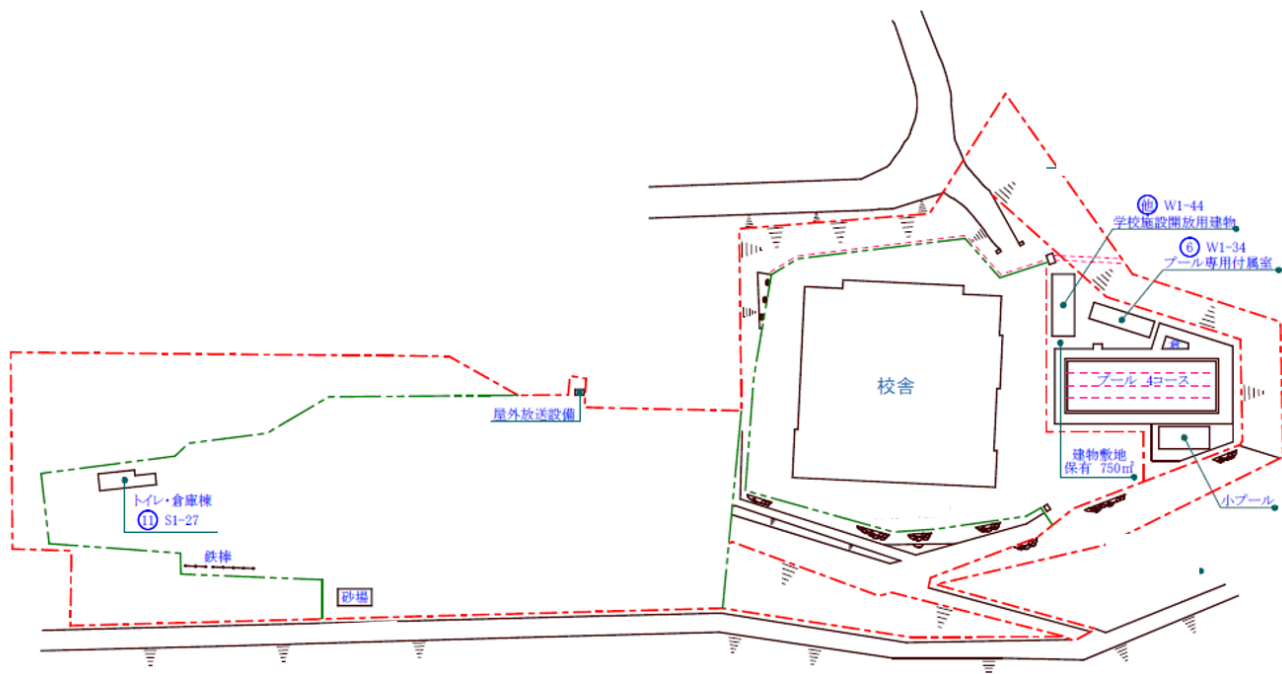 他 W1-44
学校施設開放用建物
6 W1-34
プール専用付属室
倉
プール 4コース
校舎
屋外放送設備
建物敷地
保有 750㎡
小プール
トイレ・倉庫棟
11 S1-27
鉄棒
砂場